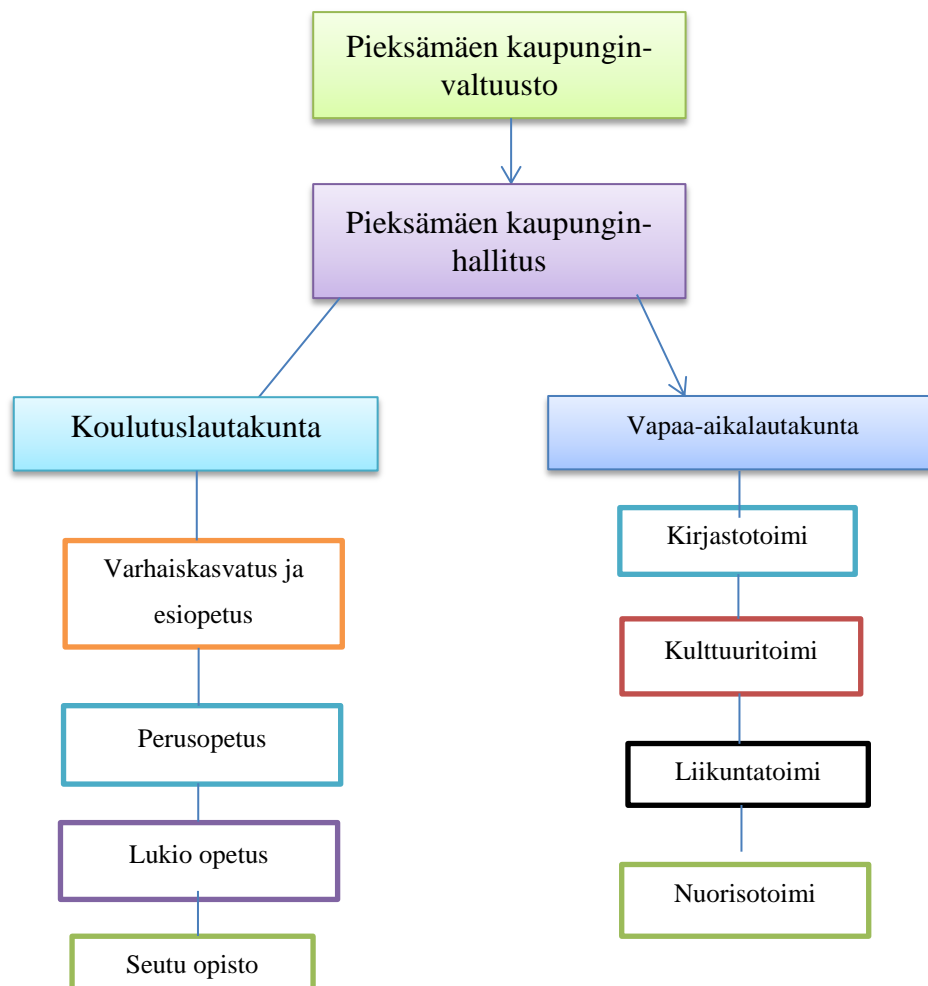 Pieksämäen kaupungin-
valtuusto
Pieksämäen kaupungin-
hallitus
Koulutuslautakunta
Vapaa-aikalautakunta
Varhaiskasvatus ja
esiopetus
Perusopetus
Lukio opetus
Seutu opisto
Kirjastotoimi
Kulttuuritoimi
Liikuntatoimi
Nuorisotoimi